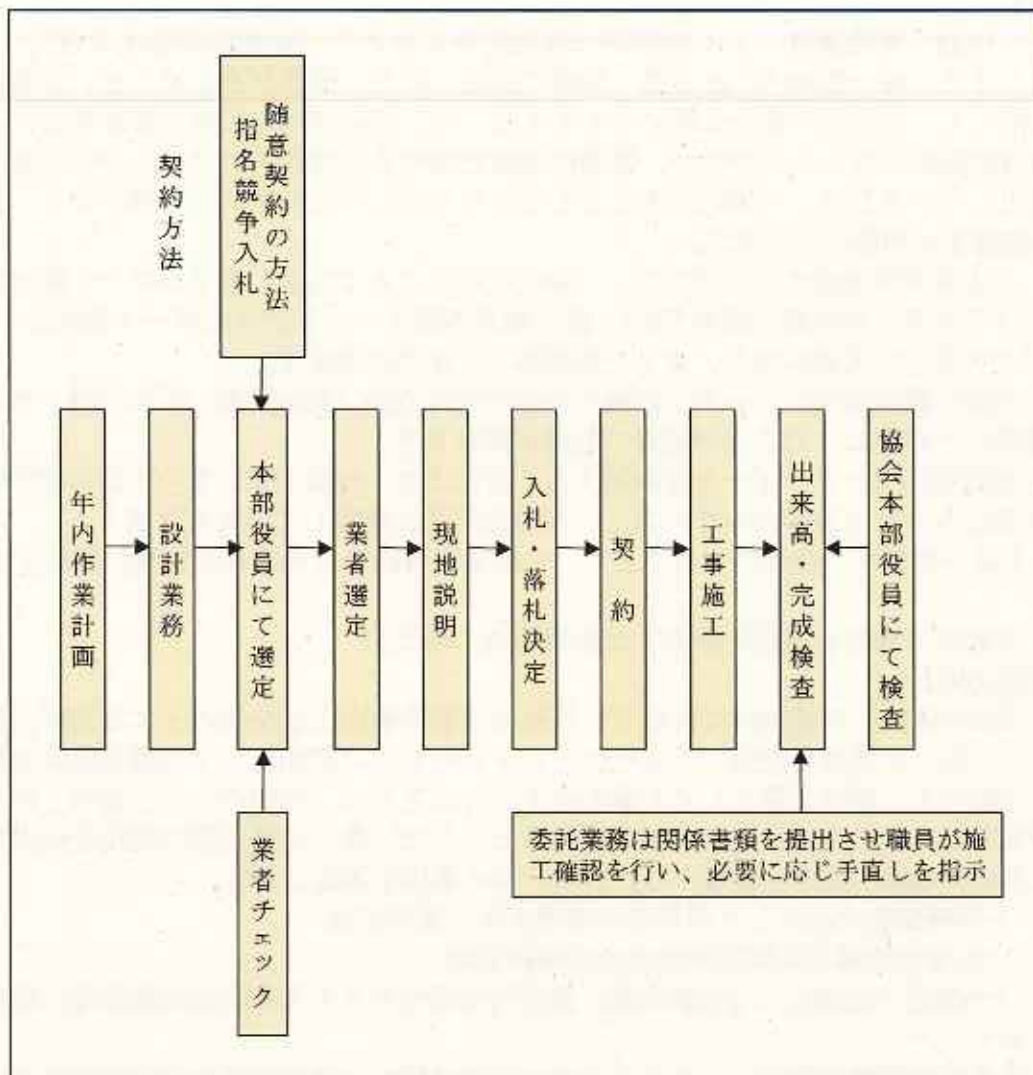 契約方法
随意契約の方法
指名競争入札
年内作業計画
設計業務
本部役員にて選定
業者選定
現地説明
入札・落札決定
契約
工事施工
出来高・完成検査
協会本部役員にて検査
業者チェック
委託業務は関係書類を提出させ職員が施
工確認を行い、必要に応じ手直しを指示